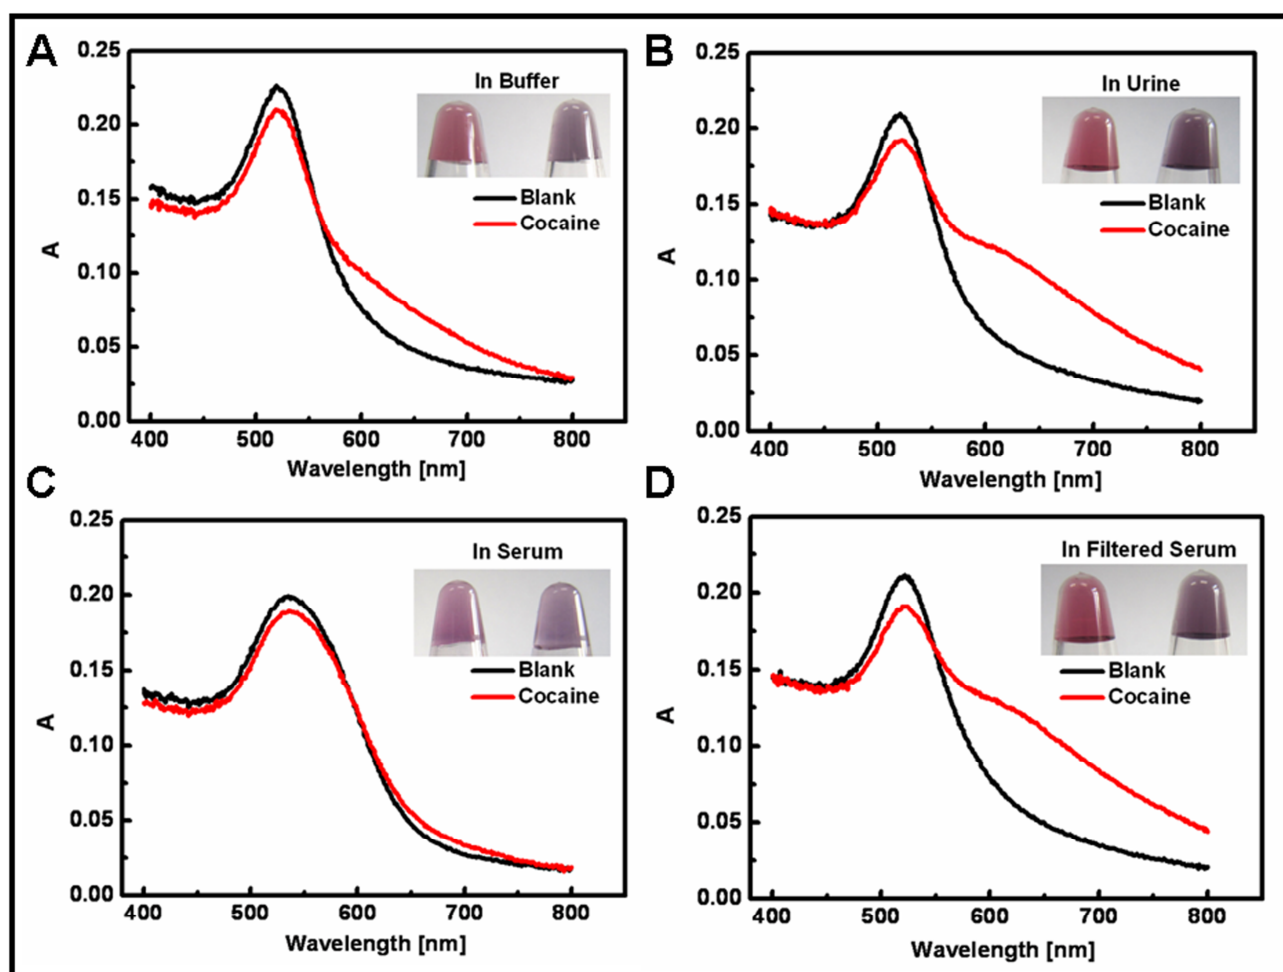 A
0.25
0.20
0.15
0.10
0.05
0.00
A
In Buffer
Blank
Cocaine
400 500 600 700 800
Wavelength [nm]
B
0.25
0.20
0.15
0.10
0.05
0.00
A
In Urine
Blank
Cocaine
400 500 600 700 800
Wavelength [nm]
C
0.25
0.20
0.15
0.10
0.05
0.00
A
In Serum
Blank
Cocaine
400 500 600 700 800
Wavelength [nm]
D
0.25
0.20
0.15
0.10
0.05
0.00
A
In Filtered Serum
Blank
Cocaine
400 500 600 700 800
Wavelength [nm]